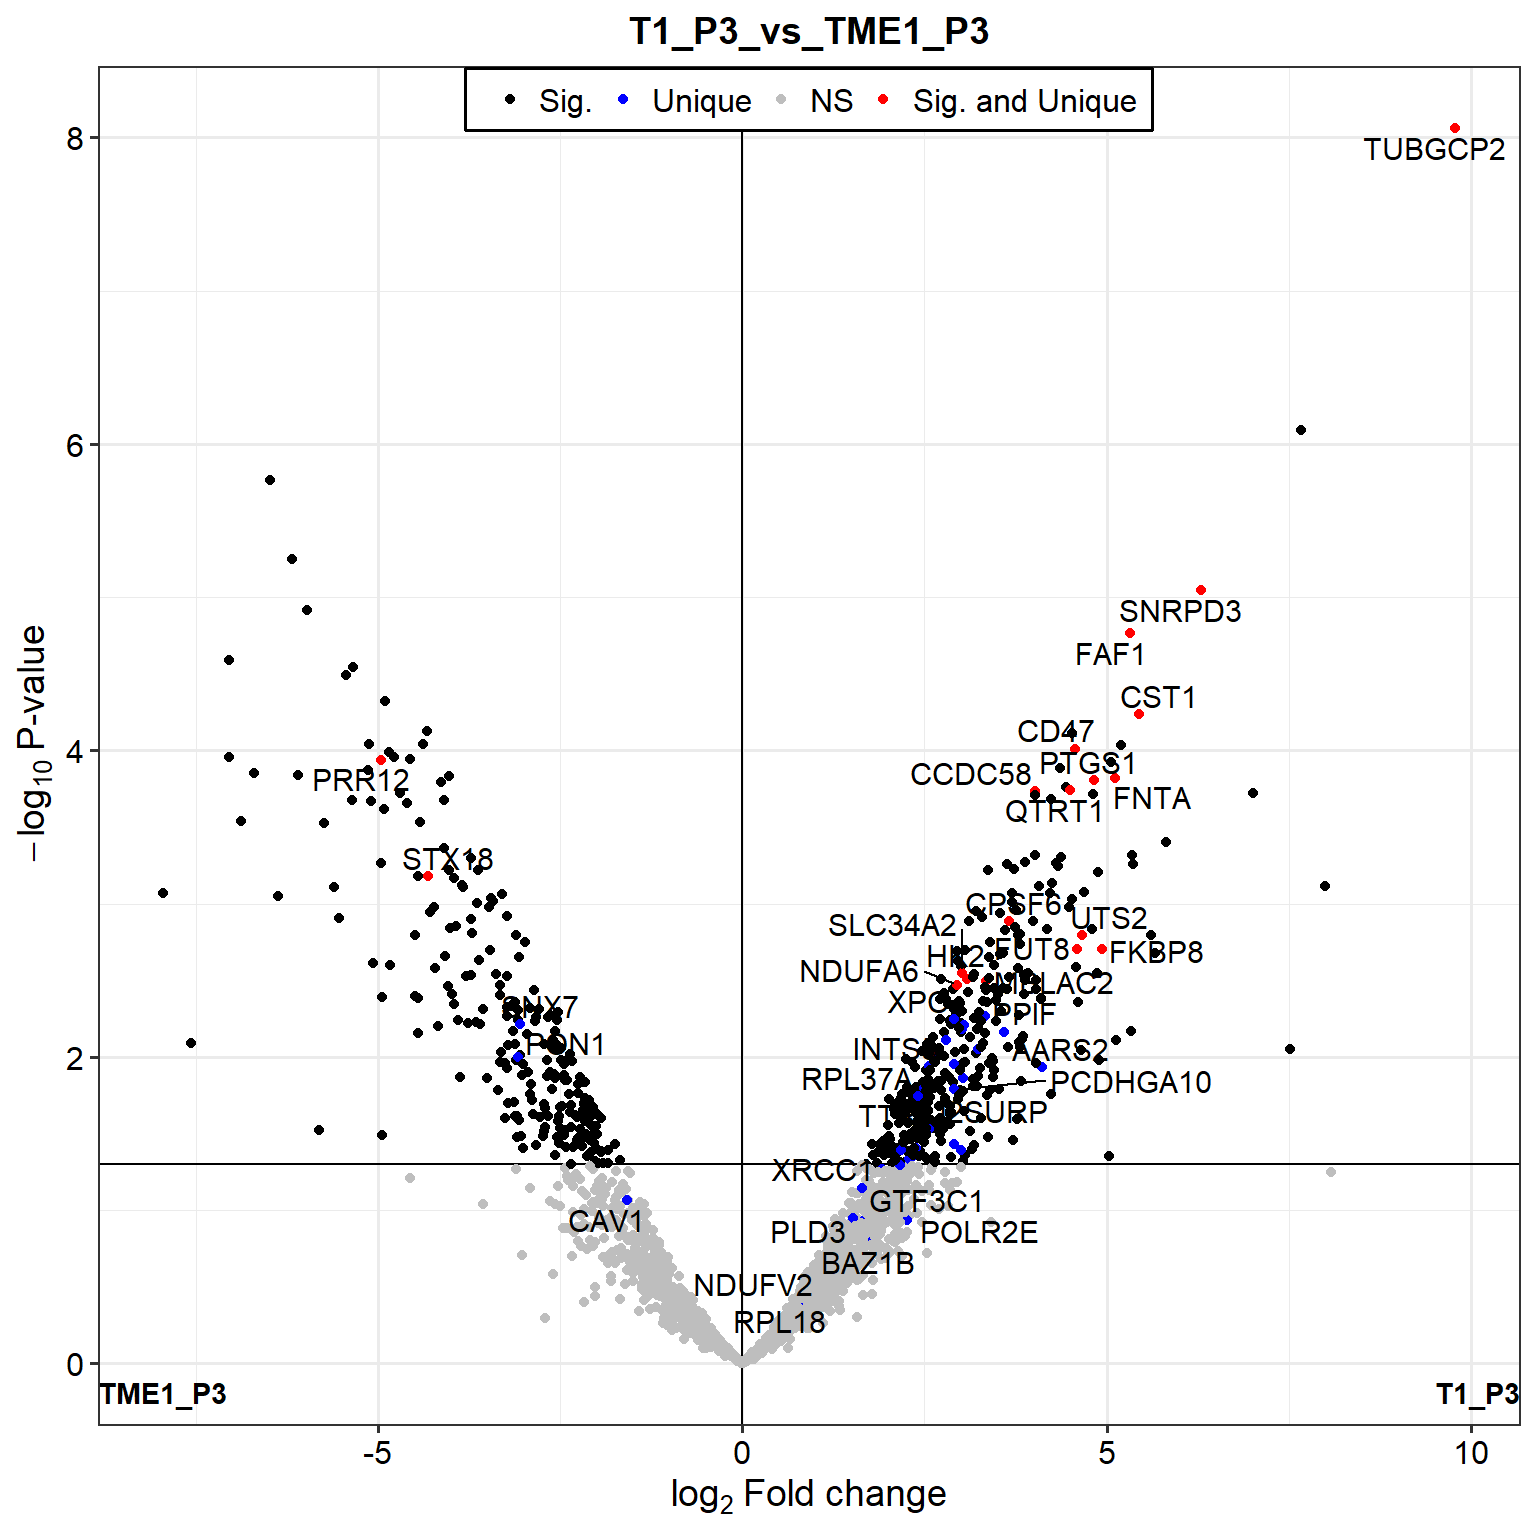 T1_P3_vs_TME1_P3
Sig. Unique NS Sig. and Unique
8
TUBGCP2
6
SNRPD3
FAF1
CST1
CD47
4
PTGS1
CCDC58
PRR12
FNTA
QTRT1
STX18
CPSF6
UTS2
SLC34A2
FUT8
FKBP8
HK2
NDUFA6
MBLAC2
XPC
SNX7
PPIF
PON1
INTS
AARS2
2
RPL37A
PCDHGA10
XRCC1
GTF3C1
CAV1
PLD3
POLR2E
BAZ1B
NDUFV2
RPL18
0
TME1_P3
T1_P3
-5
0
5
10
log2 Fold change
−log10 P-value